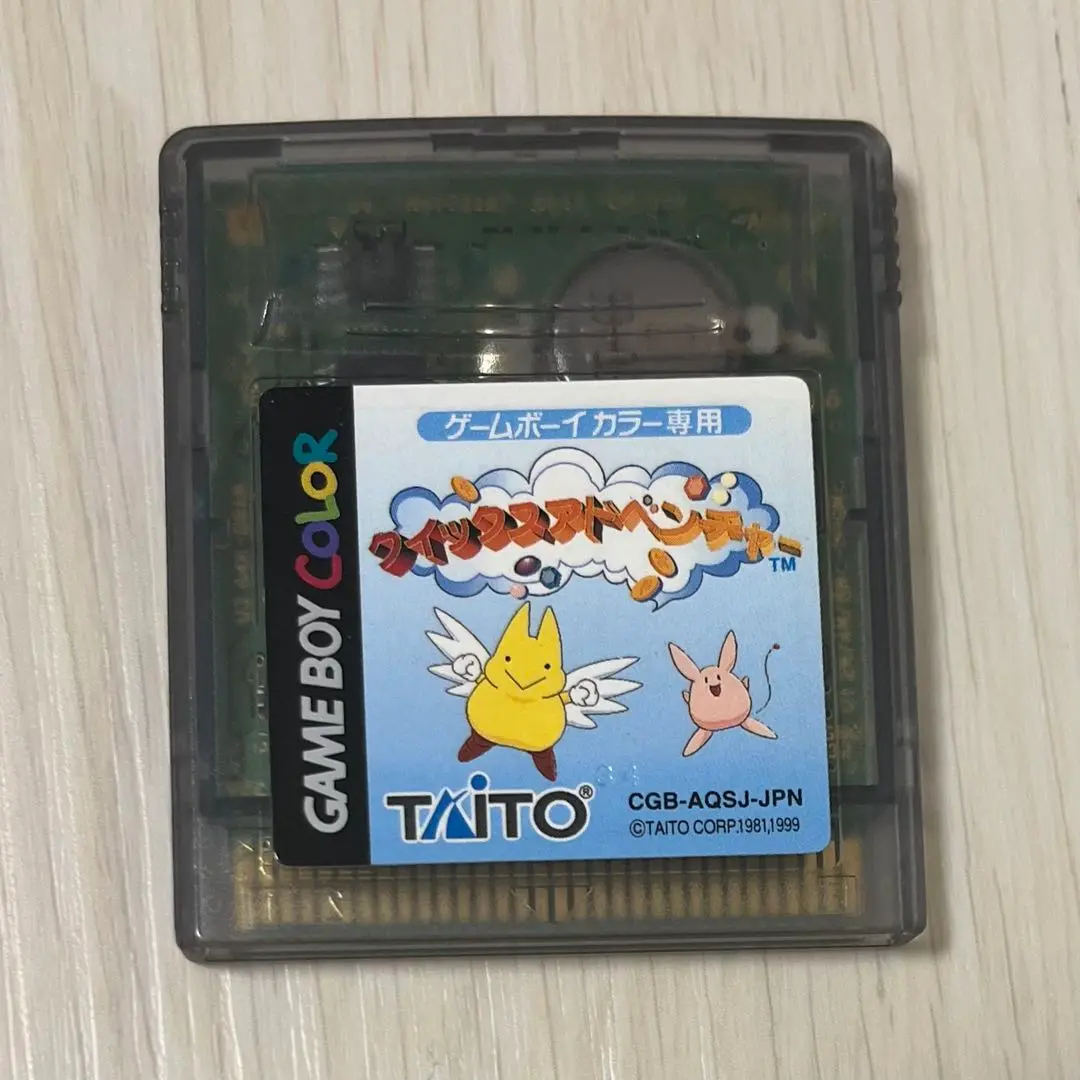 ゲームボーイカラー専用
クイックスアドベンチャー
TM
GAME BOY COLOR
TAITO®
CGB-AQSJ-JPN
©TAITO CORP.1981,1999